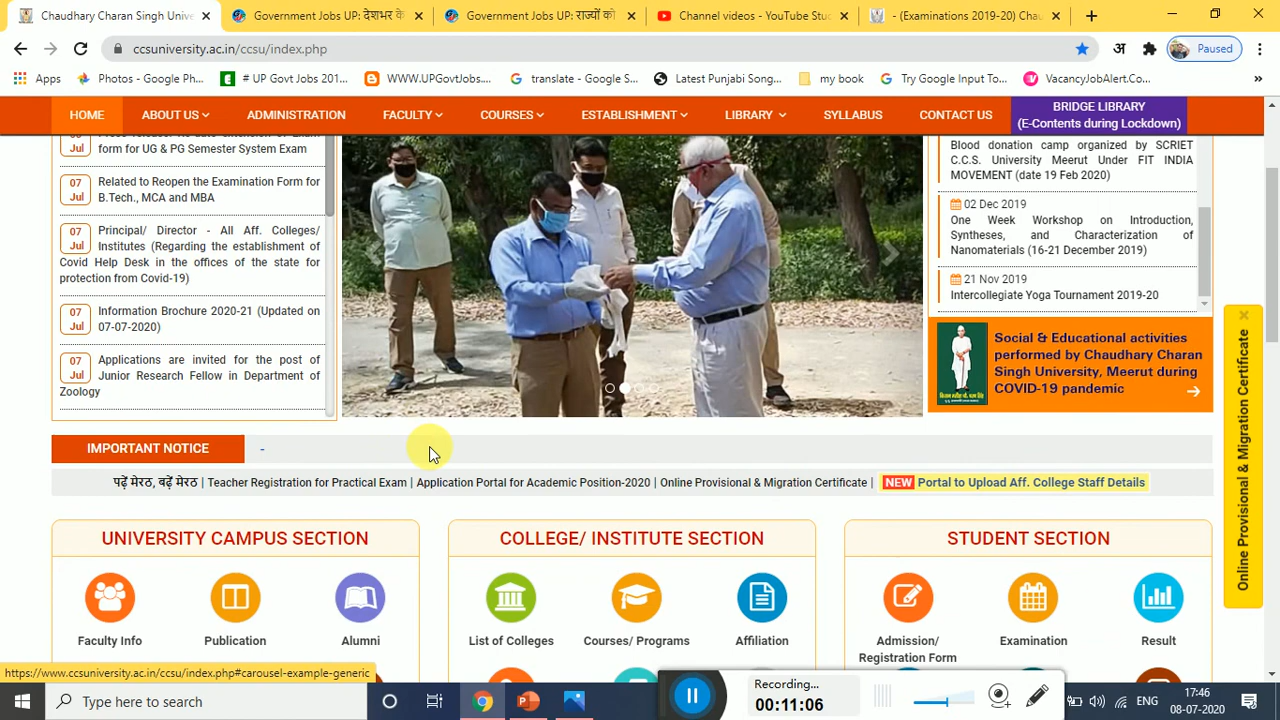 Chaudhary Charan Singh Unive
Government Jobs UP: देशभर के
Government Jobs UP: राज्यों को
Channel videos - YouTube Stu
- (Examinations 2019-20) Chau
ccsuniversity.ac.in/ccsu/index.php
अ
Paused
Apps
Photos - Google Ph...
# UP Govt Jobs 201...
WWW.UPGovtJobs....
translate - Google S...
Latest Punjabi Song...
my book
Try Google Input To...
VacancyJobAlert.Co...
»
HOME
ABOUT US
ADMINISTRATION
FACULTY
COURSES
ESTABLISHMENT
LIBRARY
SYLLABUS
CONTACT US
BRIDGE LIBRARY
(E-Contents during Lockdown)
Jul
form for UG & PG Semester System Exam
07 Jul
Related to Reopen the Examination Form for
B.Tech., MCA and MBA
07 Jul
Principal/ Director - All Aff. Colleges/
Institutes (Regarding the establishment of
Covid Help Desk in the offices of the state for
protection from Covid-19)
07 Jul
Information Brochure 2020-21 (Updated on
07-07-2020)
07 Jul
Applications are invited for the post of
Junior Research Fellow in Department of
Zoology
Blood donation camp organized by SCRIET
C.C.S. University Meerut Under FIT INDIA
MOVEMENT (date 19 Feb 2020)
02 Dec 2019
One Week Workshop on Introduction,
Syntheses, and Characterization of
Nanomaterials (16-21 December 2019)
21 Nov 2019
Intercollegiate Yoga Tournament 2019-20
Social & Educational activities
performed by Chaudhary Charan
Singh University, Meerut during
COVID-19 pandemic
Online Provisional & Migration Certificate
IMPORTANT NOTICE
-
पढ़ें मेरठ, बढ़ें मेरठ | Teacher Registration for Practical Exam | Application Portal for Academic Position-2020 | Online Provisional & Migration Certificate | NEW Portal to Upload Aff. College Staff Details
UNIVERSITY CAMPUS SECTION
COLLEGE/ INSTITUTE SECTION
STUDENT SECTION
Faculty Info
Publication
Alumni
List of Colleges
Courses/ Programs
Affiliation
Admission/
Registration Form
Examination
Result
https://www.ccsuniversity.ac.in/ccsu/index.php#carousel-example-generic
Recording...
00:11:06
Type here to search
ENG
17:46
08-07-2020